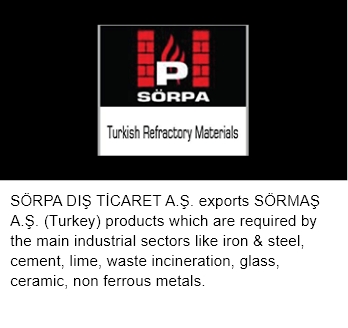 P
SÖRPA
Turkish Refractory Materials
SÖRPA DIŞ TİCARET A.Ş. exports SÖRMAŞ
A.Ş. (Turkey) products which are required by
the main industrial sectors like iron & steel,
cement, lime, waste incineration, glass,
ceramic, non ferrous metals.